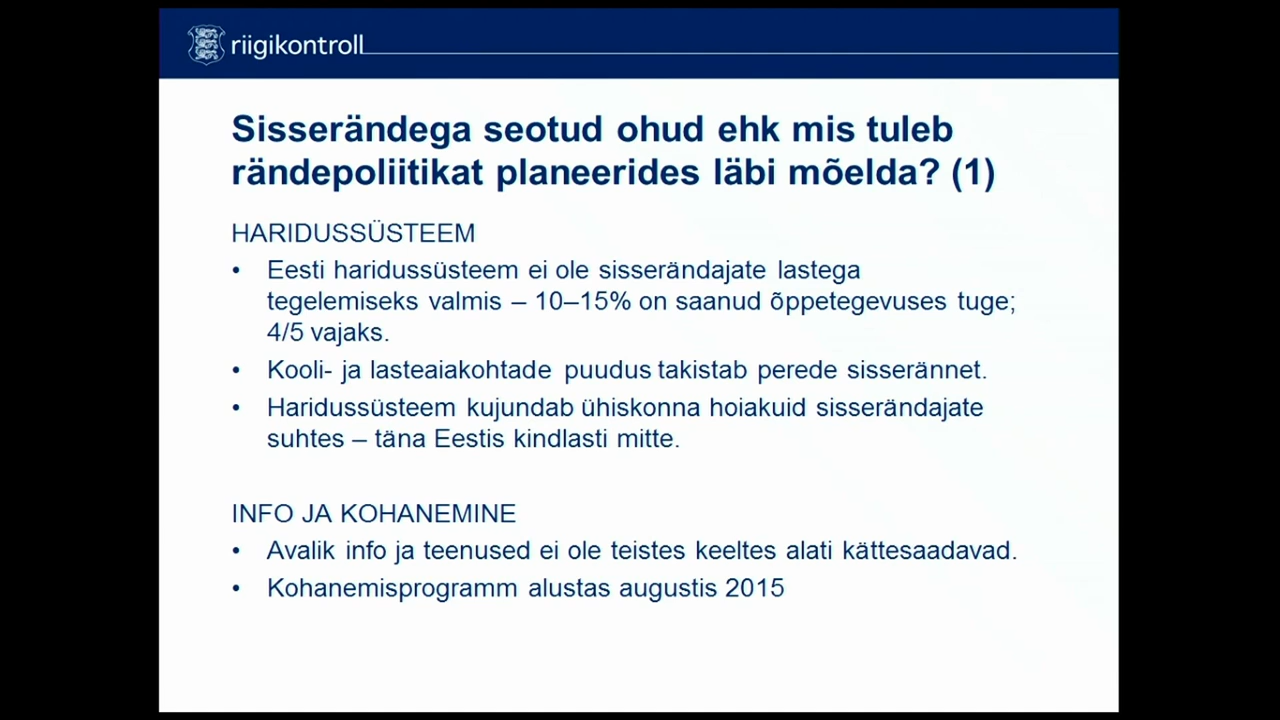 riigikontroll
Sisserändega seotud ohud ehk mis tuleb
rändepoliitikat planeerides läbi mõelda? (1)
HARIDUSSÜSTEEM
• Eesti haridussüsteem ei ole sisserändajate lastega
tegelemiseks valmis – 10–15% on saanud õppetegevuses tuge;
4/5 vajaks.
• Kooli- ja lasteaiakohtade puudus takistab perede sisserännet.
• Haridussüsteem kujundab ühiskonna hoiakuid sisserändajate
suhtes – täna Eestis kindlasti mitte.
INFO JA KOHANEMINE
• Avalik info ja teenused ei ole teistes keeltes alati kättesaadavad.
• Kohanemisprogramm alustas augustis 2015